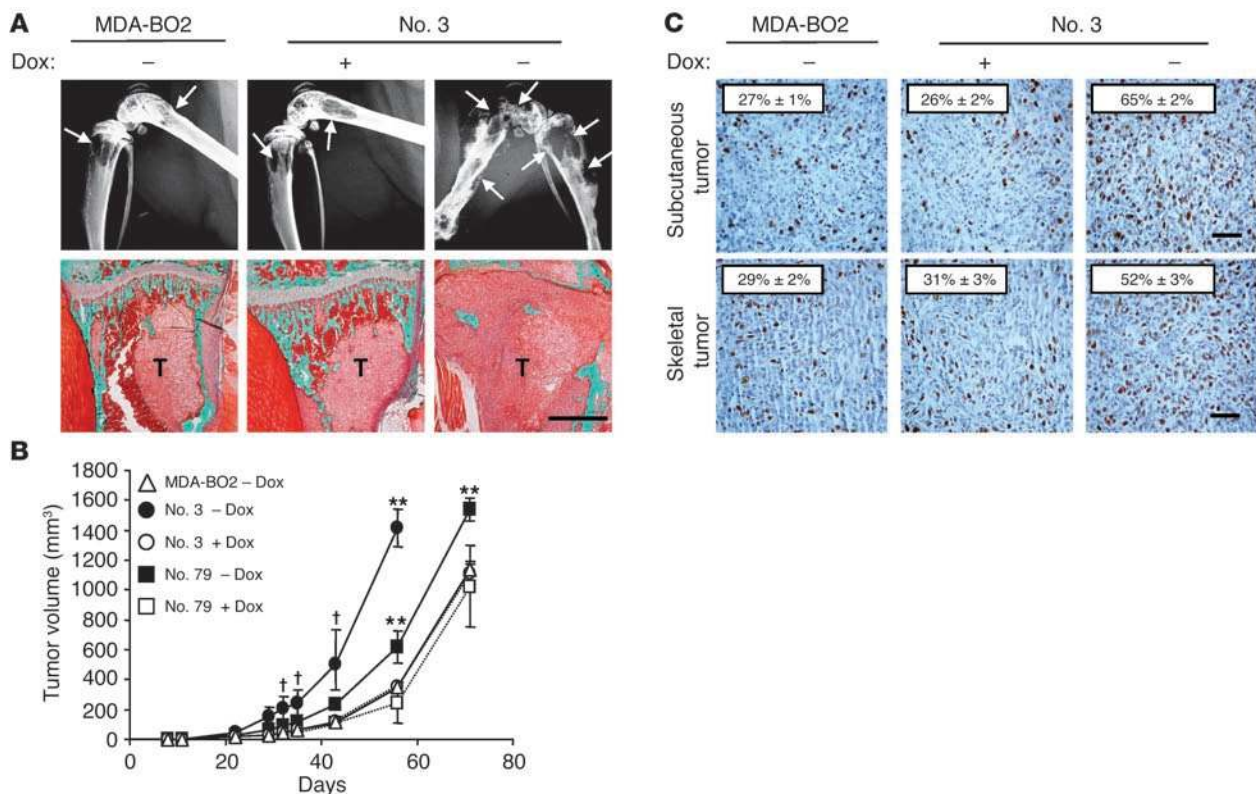 A
MDA-BO2
No. 3
Dox:
–
+
–
T
T
T
B
1800
1600
1400
1200
1000
800
600
400
200
0
Tumor volume (mm³)
MDA-BO2 – Dox
No. 3 – Dox
No. 3 + Dox
No. 79 – Dox
No. 79 + Dox
†
†
†
**
**
**
0
20
40
60
80
Days
C
MDA-BO2
No. 3
Dox:
–
+
–
Subcutaneous
tumor
27% ± 1%
26% ± 2%
65% ± 2%
Skeletal
tumor
29% ± 2%
31% ± 3%
52% ± 3%